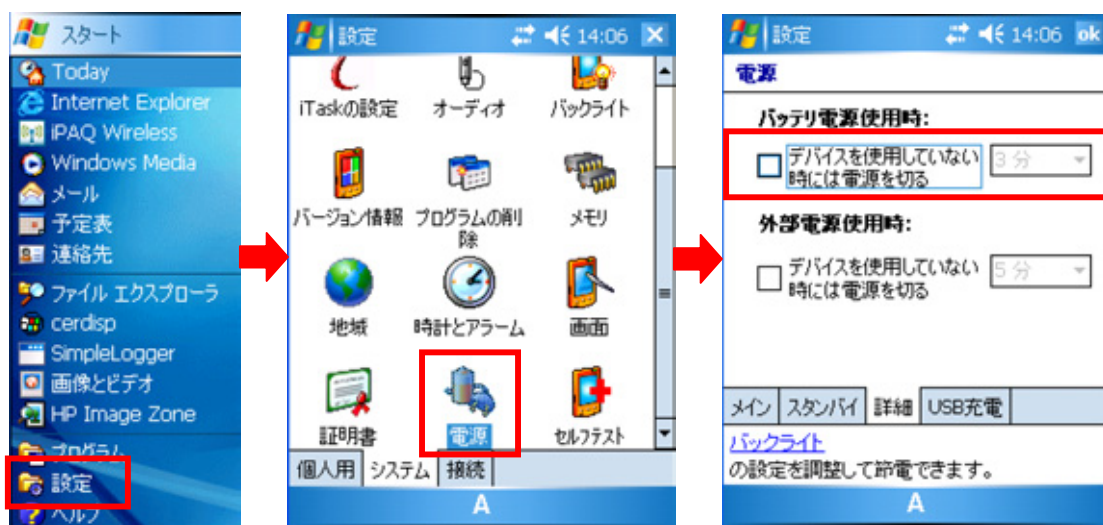 スタート
Today
Internet Explorer
iPAQ Wireless
Windows Media
メール
予定表
連絡先
ファイル エクスプローラ
cerdisp
SimpleLogger
画像とビデオ
HP Image Zone
プログラム
設定
ヘルプ
設定 14:06
iTaskの設定 オーディオ バックライト
バージョン情報 プログラムの削 メモリ
除
地域 時計とアラーム 画面
証明書 電源 セルフテスト
個人用 システム 接続
A
設定 14:06 ok
電源
バッテリ電源使用時:
デバイスを使用していない 3 分
時には電源を切る
外部電源使用時:
デバイスを使用していない 5 分
時には電源を切る
メイン スタンバイ 詳細 USB充電
バックライト
の設定を調整して節電できます。
A